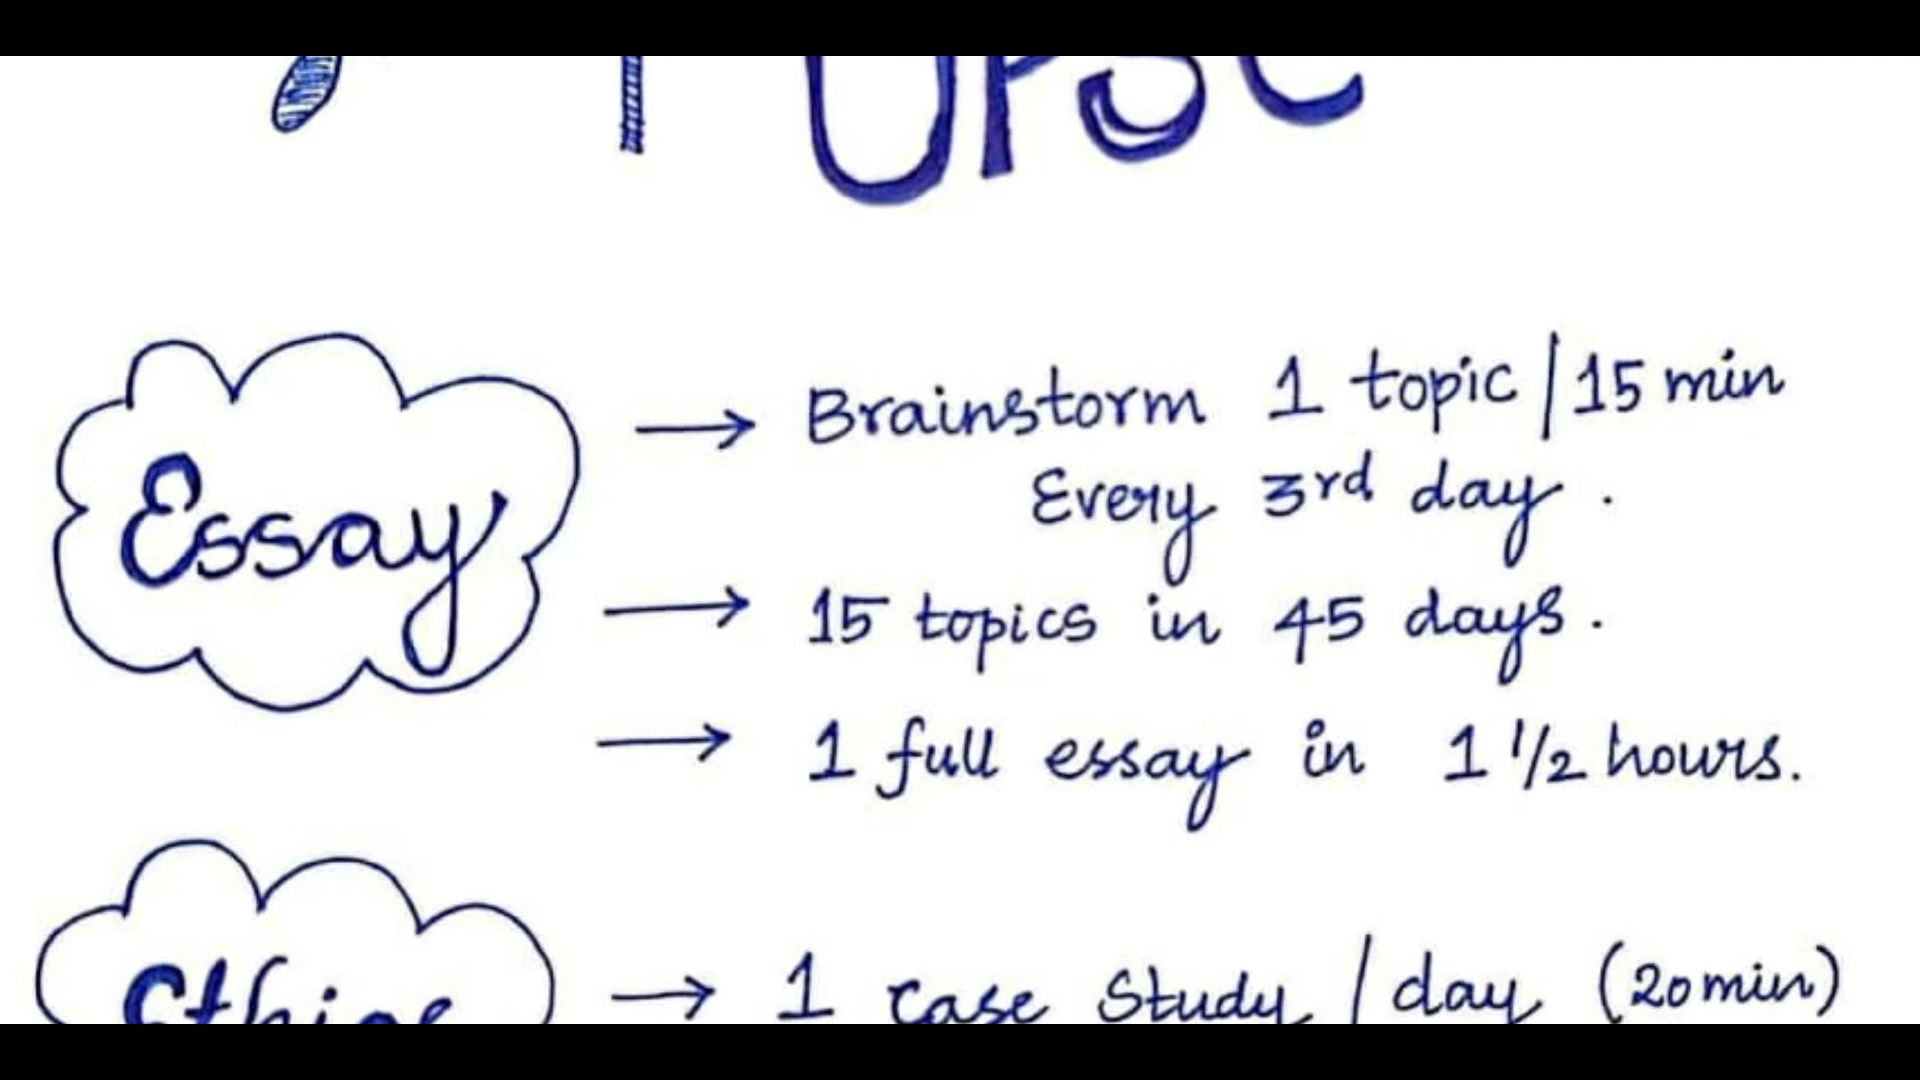 UPSC
Brainstorm 1 topic / 15 min
Every 3rd day .
Essay
15 topics in 45 days .
1 full essay in 1 1/2 hours.
Ethics
1 case study / day (20 min)